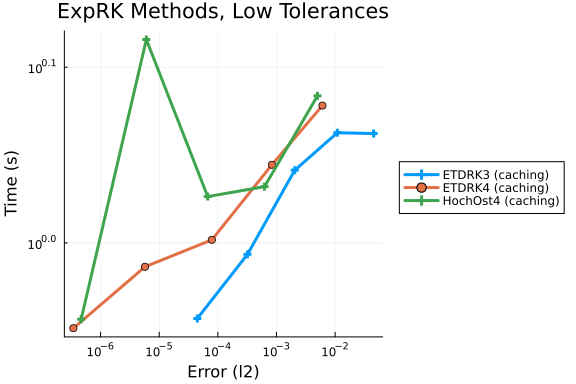 ExpRK Methods, Low Tolerances
Time (s)
10^0.1
10^0.0
10^-6 10^-5 10^-4 10^-3 10^-2
Error (l2)
ETDRK3 (caching)
ETDRK4 (caching)
HochOst4 (caching)